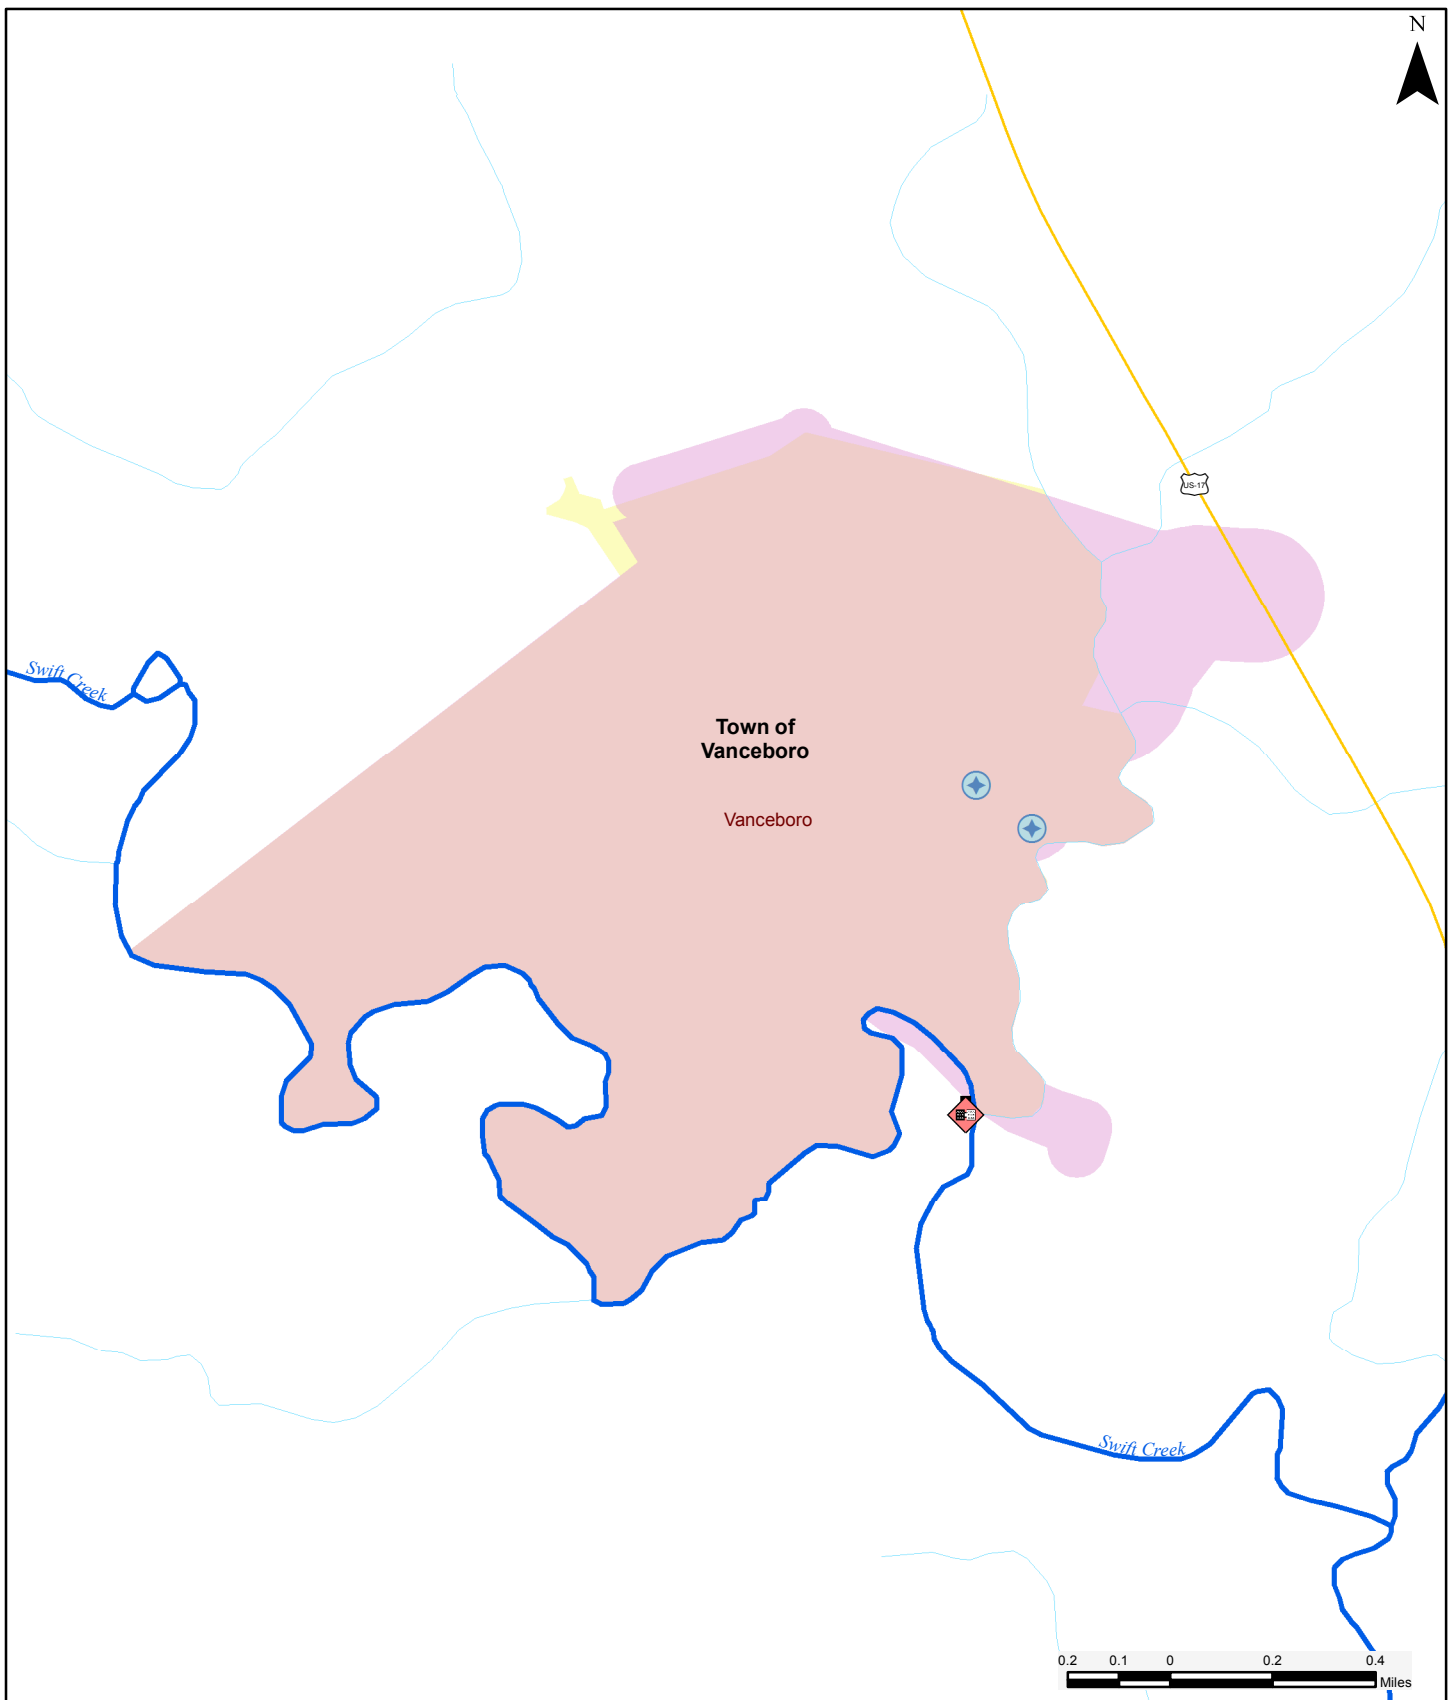 N
US-17
Swift Creek
Town of
Vanceboro
Vanceboro
Swift Creek
0.2 0.1 0 0.2 0.4
Miles